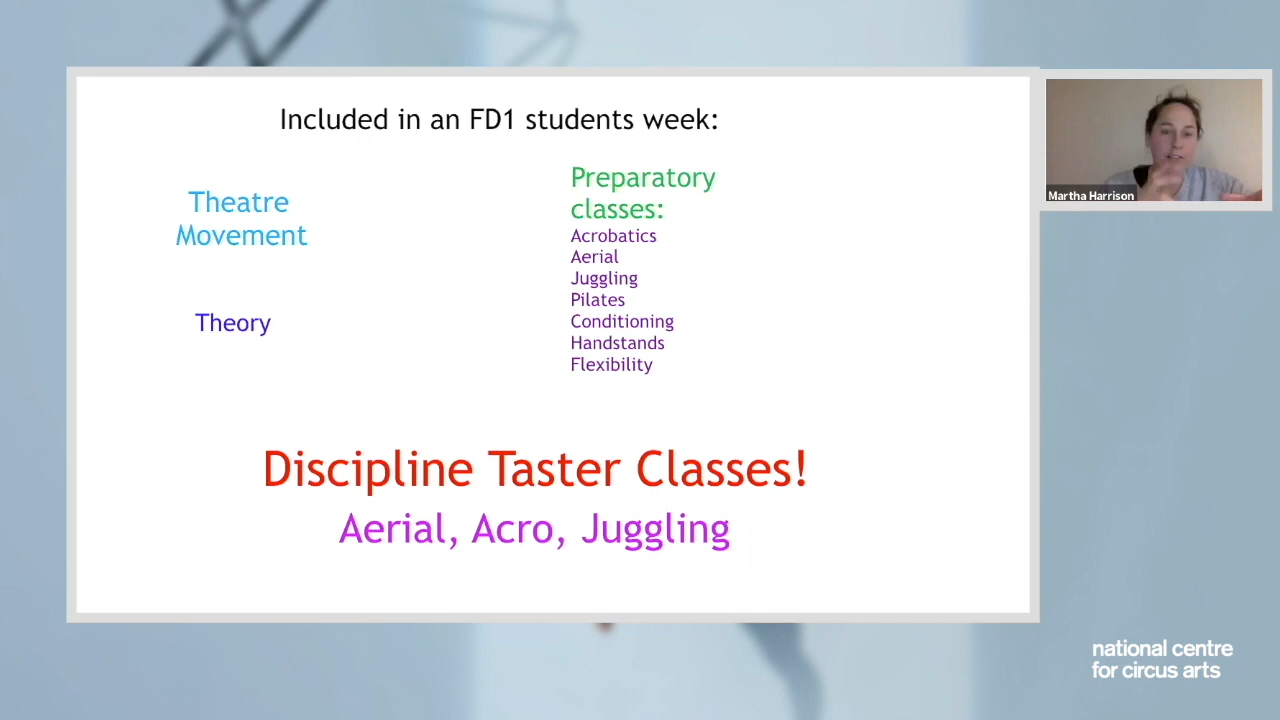 Included in an FD1 students week:
Theatre
Movement
Theory
Preparatory
classes:
Acrobatics
Aerial
Juggling
Pilates
Conditioning
Handstands
Flexibility
Discipline Taster Classes!
Aerial, Acro, Juggling
Martha Harrison
national centre
for circus arts